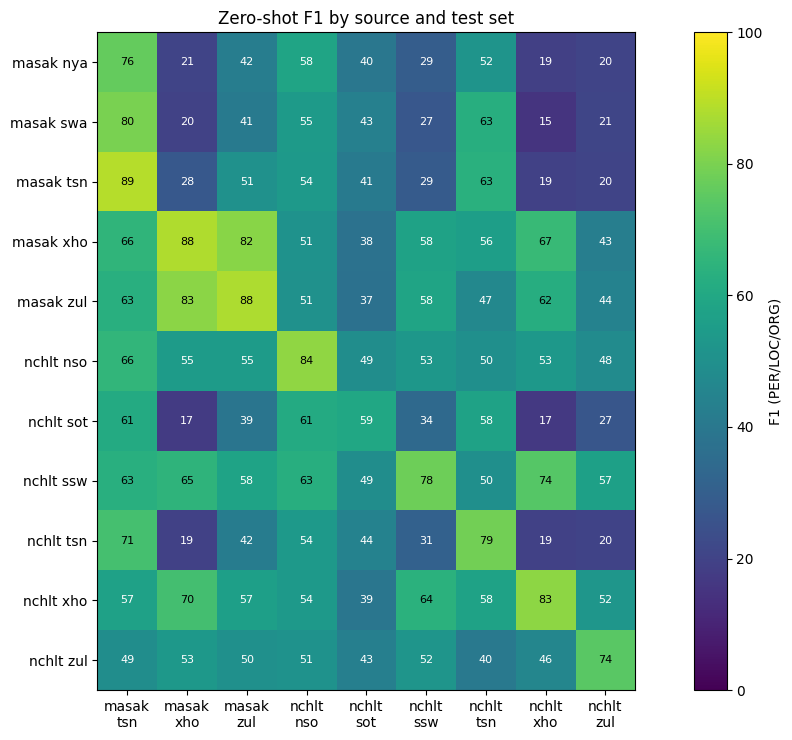 Zero-shot F1 by source and test set
masak nya 76 21 42 58 40 29 52 19 20
masak swa 80 20 41 55 43 27 63 15 21
masak tsn 89 28 51 54 41 29 63 19 20
masak xho 66 88 82 51 38 58 56 67 43
masak zul 63 83 88 51 37 58 47 62 44
nchlt nso 66 55 55 84 49 53 50 53 48
nchlt sot 61 17 39 61 59 34 58 17 27
nchlt ssw 63 65 58 63 49 78 50 74 57
nchlt tsn 71 19 42 54 44 31 79 19 20
nchlt xho 57 70 57 54 39 64 58 83 52
nchlt zul 49 53 50 51 43 52 40 46 74
masak masak masak nchlt nchlt nchlt nchlt nchlt nchlt
tsn xho zul nso sot ssw tsn xho zul
100
80
60
40
20
0
F1 (PER/LOC/ORG)